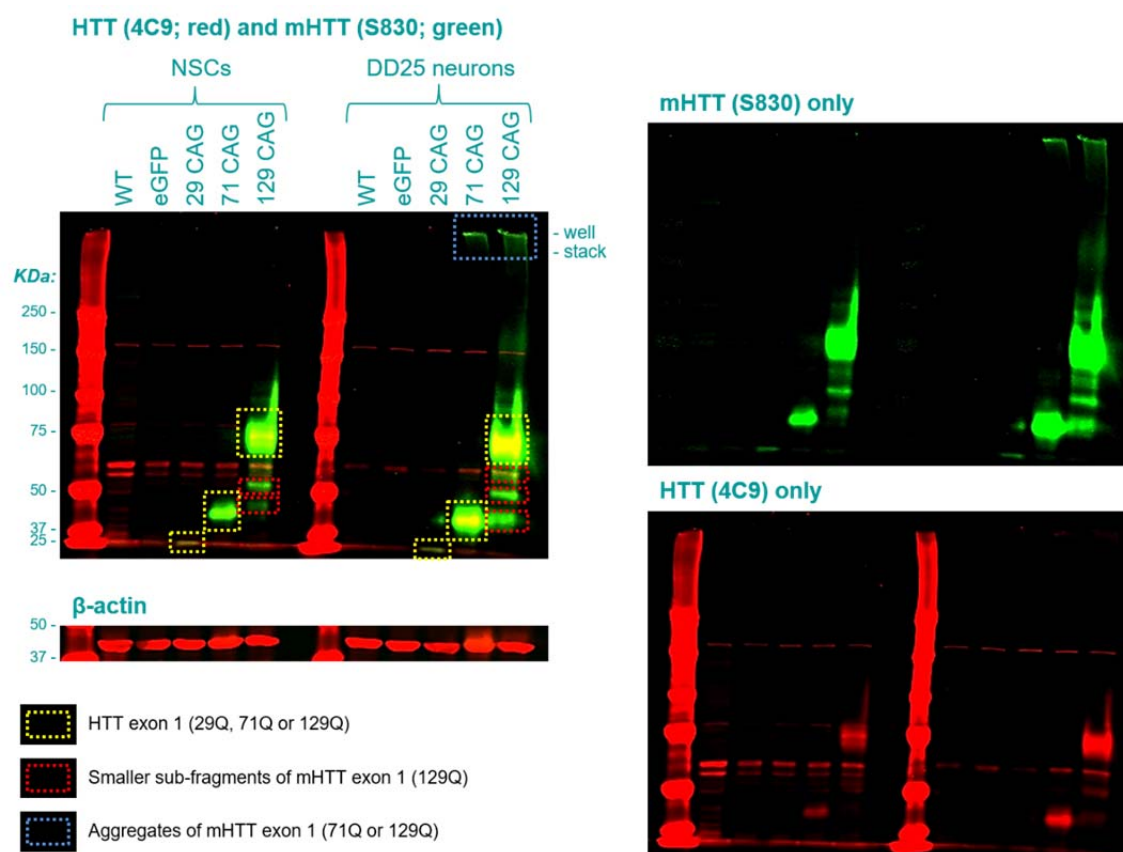 HTT (4C9; red) and mHTT (S830; green)
NSCs
DD25 neurons
WT
eGFP
29 CAG
71 CAG
129 CAG
WT
eGFP
29 CAG
71 CAG
129 CAG
- well
- stack
KDa:
250 -
150 -
100 -
75 -
50 -
37 -
25 -
β-actin
50 -
37 -
HTT exon 1 (29Q, 71Q or 129Q)
Smaller sub-fragments of mHTT exon 1 (129Q)
Aggregates of mHTT exon 1 (71Q or 129Q)
mHTT (S830) only
HTT (4C9) only